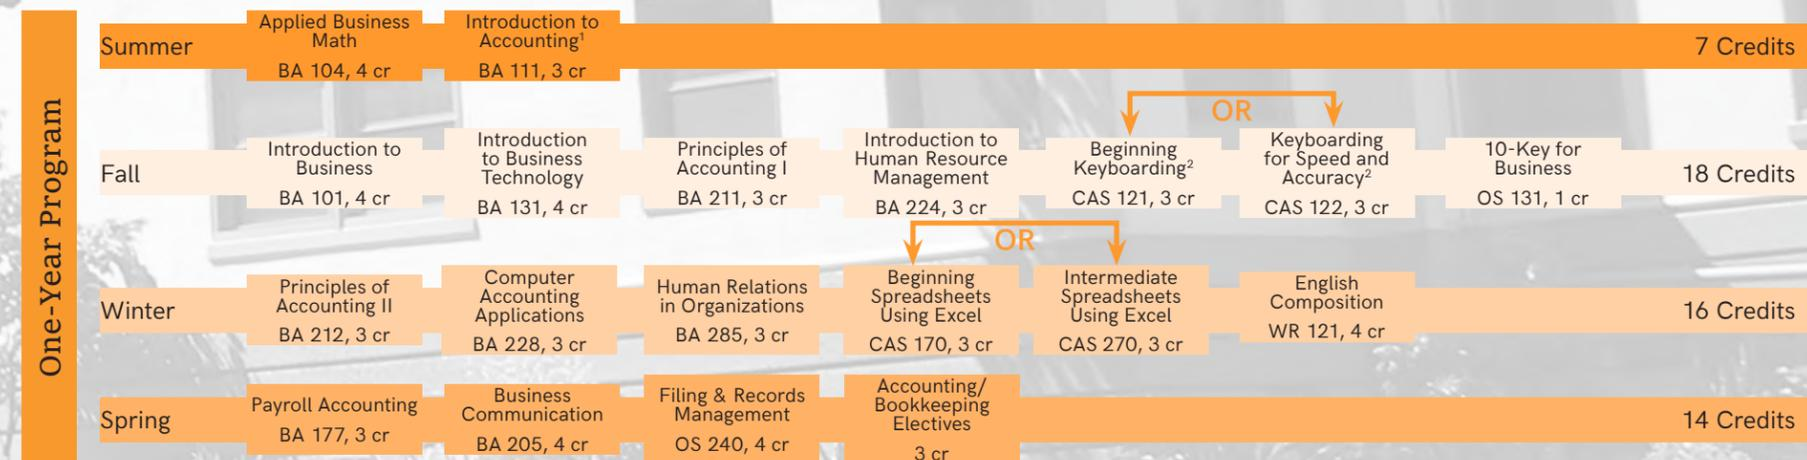 One-Year Program
Summer
Applied Business
Math
BA 104, 4 cr
Introduction to
Accounting¹
BA 111, 3 cr
7 Credits
OR
Fall
Introduction to
Business
BA 101, 4 cr
Introduction
to Business
Technology
BA 131, 4 cr
Principles of
Accounting I
BA 211, 3 cr
Introduction to
Human Resource
Management
BA 224, 3 cr
Beginning
Keyboarding²
CAS 121, 3 cr
Keyboarding
for Speed and
Accuracy²
CAS 122, 3 cr
10-Key for
Business
OS 131, 1 cr
18 Credits
OR
Winter
Principles of
Accounting II
BA 212, 3 cr
Computer
Accounting
Applications
BA 228, 3 cr
Human Relations
in Organizations
BA 285, 3 cr
Beginning
Spreadsheets
Using Excel
CAS 170, 3 cr
Intermediate
Spreadsheets
Using Excel
CAS 270, 3 cr
English
Composition
WR 121, 4 cr
16 Credits
Spring
Payroll Accounting
BA 177, 3 cr
Business
Communication
BA 205, 4 cr
Filing & Records
Management
OS 240, 4 cr
Accounting/
Bookkeeping
Electives
3 cr
14 Credits